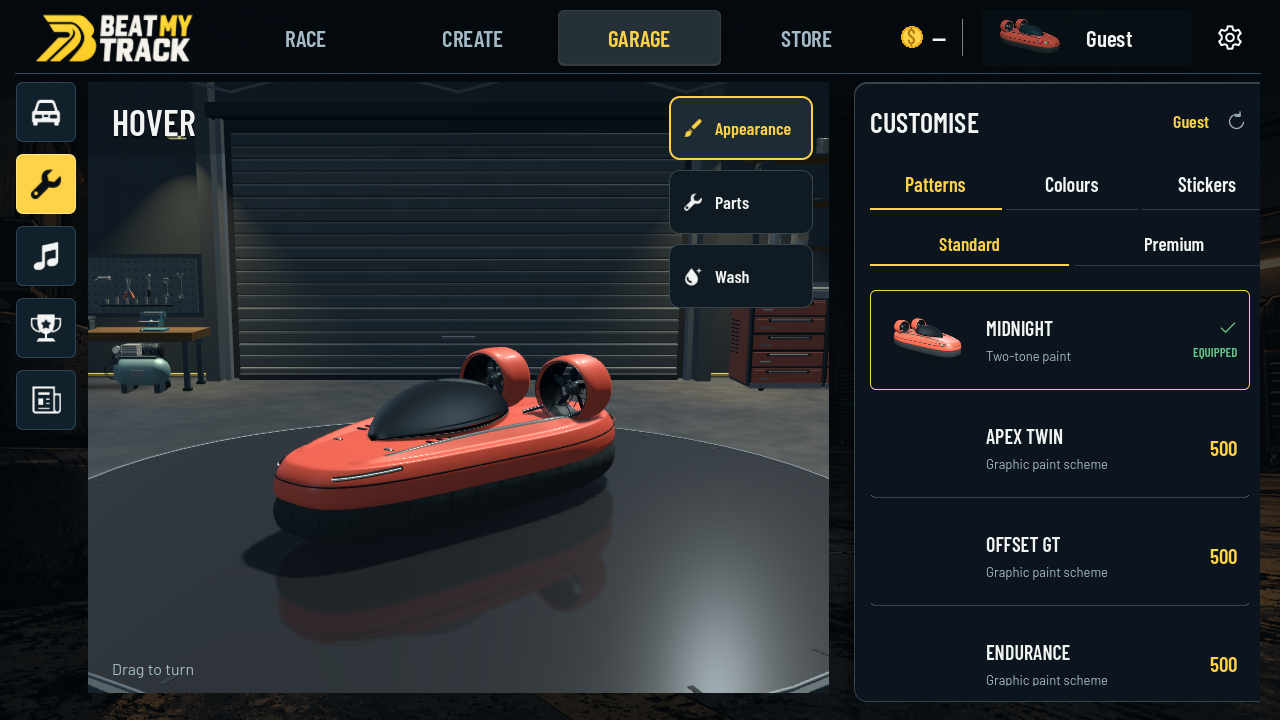 BEATMY
TRACK
RACE
CREATE
GARAGE
STORE
$ –
Guest
HOVER
Appearance
Parts
Wash
Drag to turn
CUSTOMISE
Guest
Patterns
Colours
Stickers
Standard
Premium
MIDNIGHT
Two-tone paint
EQUIPPED
APEX TWIN
Graphic paint scheme
500
OFFSET GT
Graphic paint scheme
500
ENDURANCE
Graphic paint scheme
500